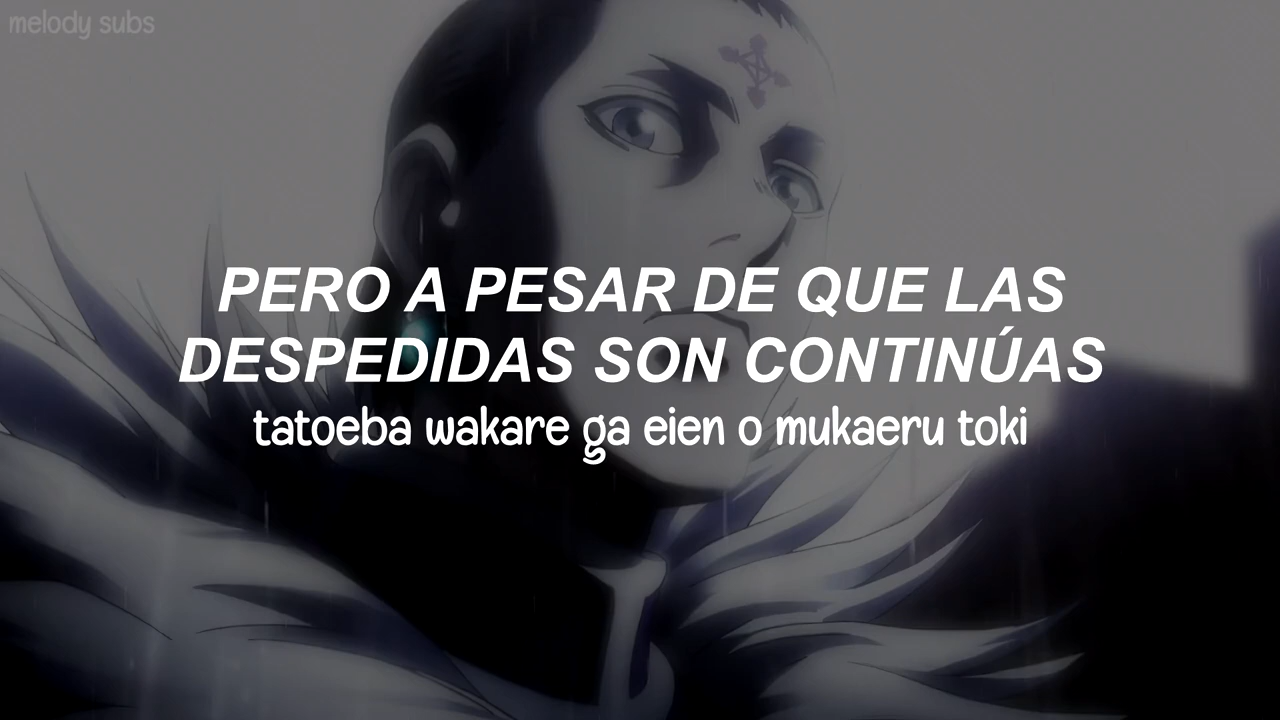 melody subs
PERO A PESAR DE QUE LAS
DESPEDIDAS SON CONTINÚAS
tatoeba wakare ga eien o mukaeru toki